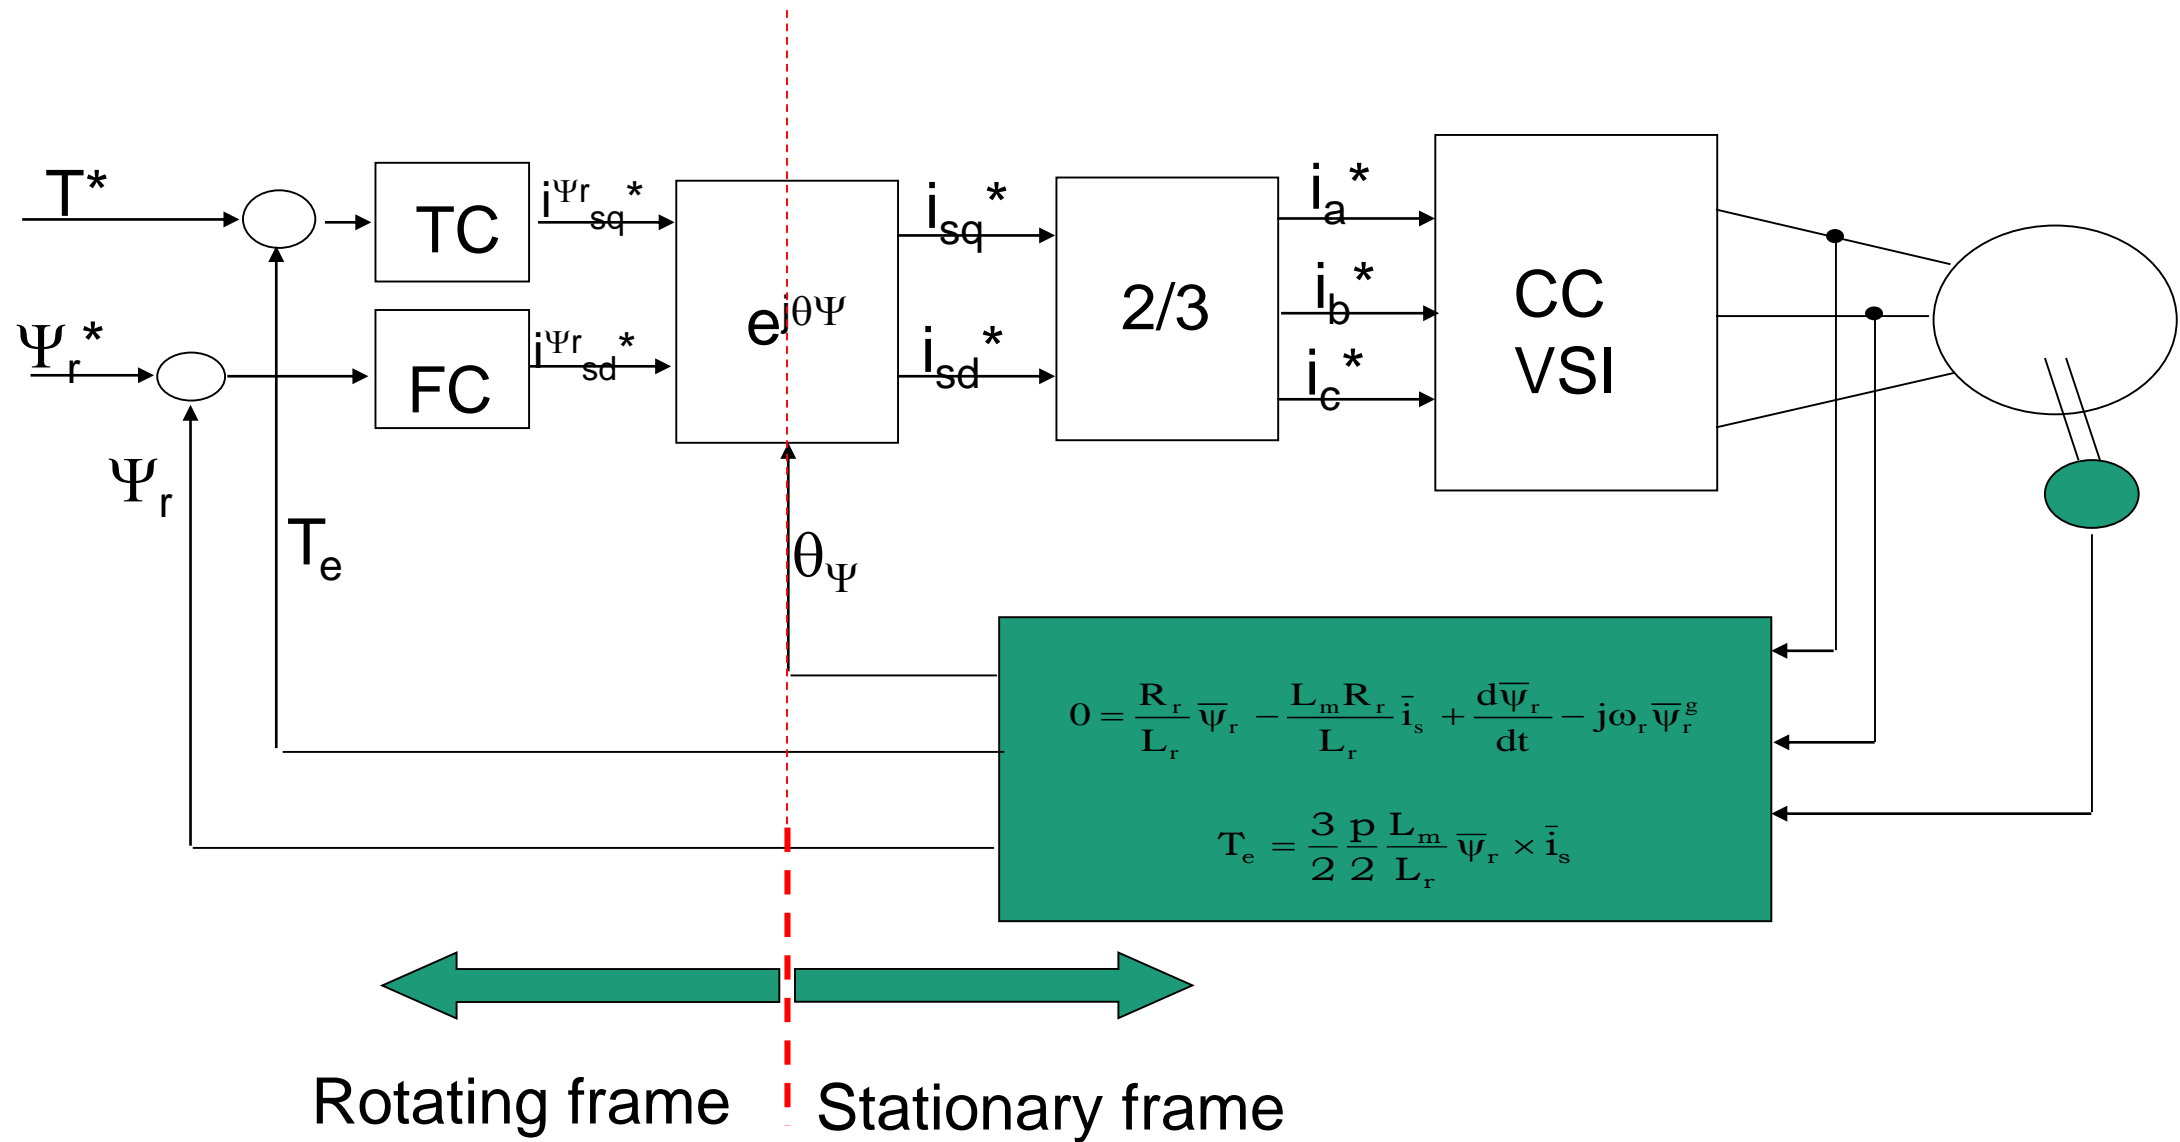 T*
TC
i^Ψr_sq*
i_sq*
i_a*
Ψ_r*
FC
i^Ψr_sd*
e^jθΨ
i_sd*
2/3
i_b*
i_c*
CC
VSI
Ψ_r
T_e
θ_Ψ
0 = R_r/L_r ψ̅_r − L_m R_r/L_r i̅_s + dψ̅_r/dt − jω_r ψ̅_r^g
T_e = 3/2 p/2 L_m/L_r ψ̅_r × i̅_s
Rotating frame
Stationary frame